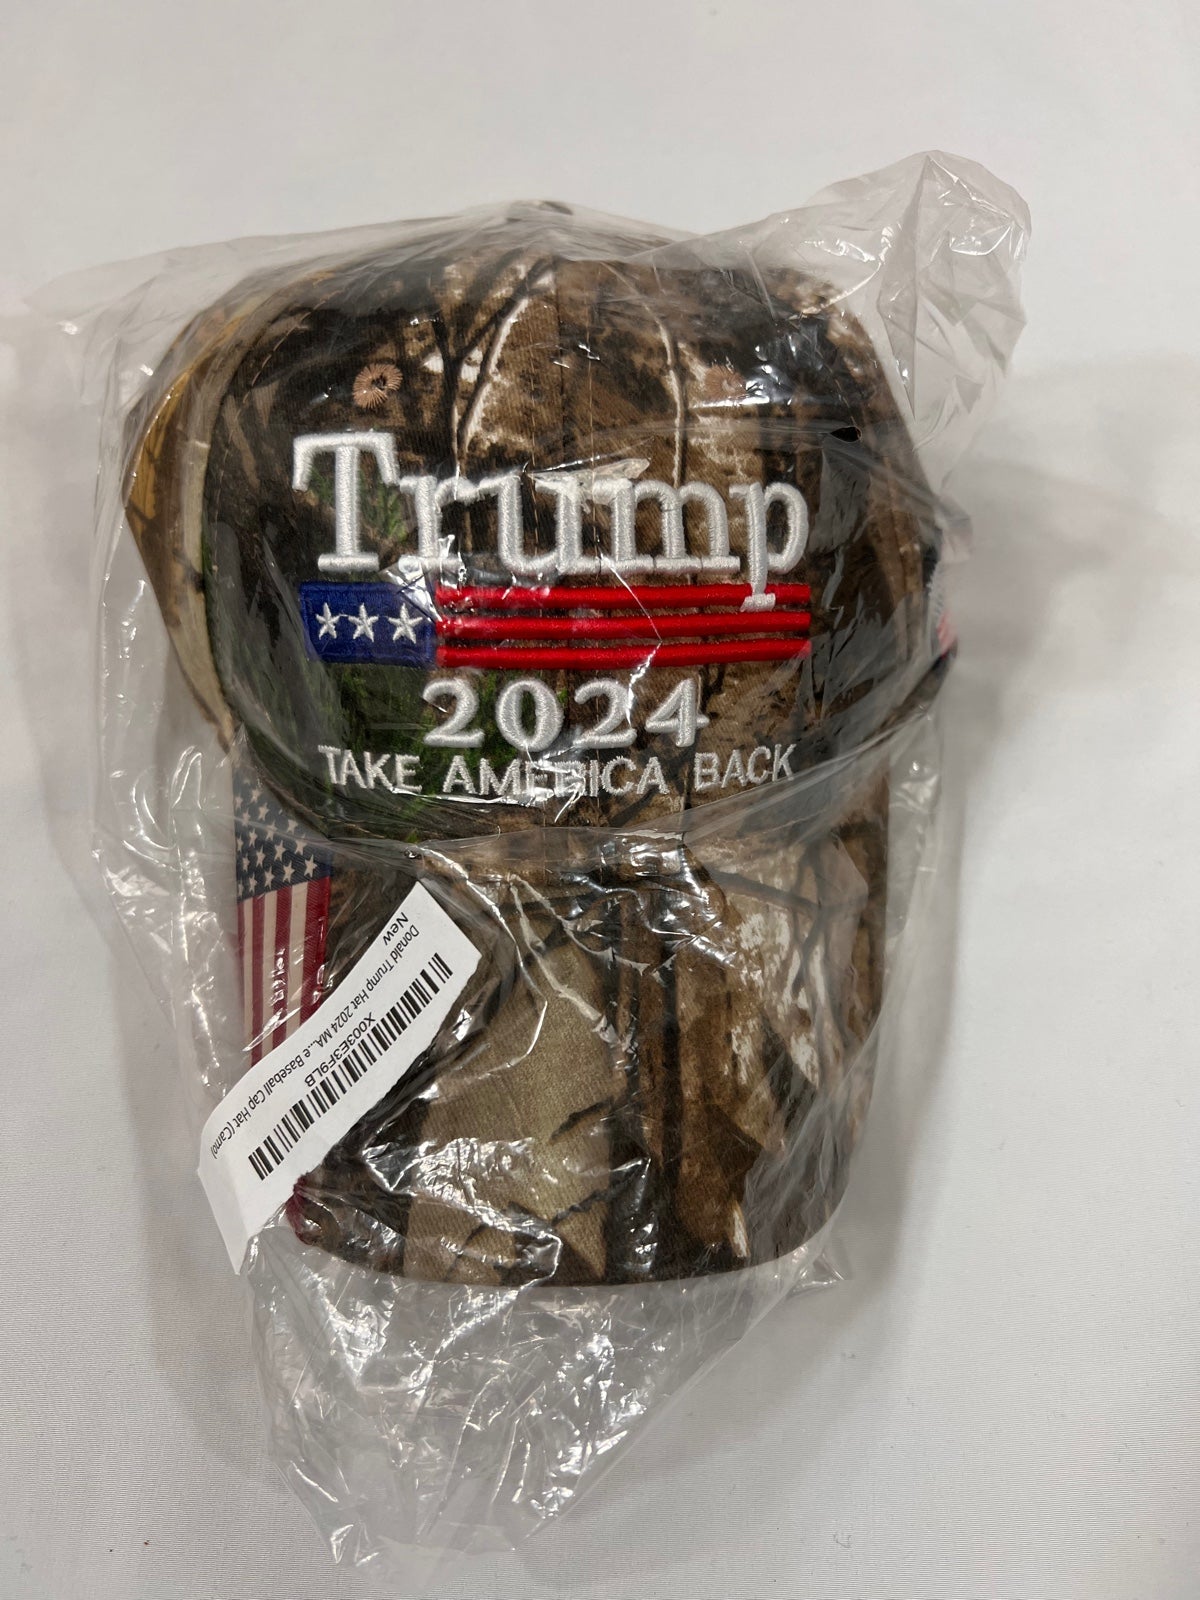 Trump
2024
TAKE AMERICA BACK
X003E3F9LB
Donald Trump Hat 2024 MA...e Baseball Cap Hat (Camo)
New